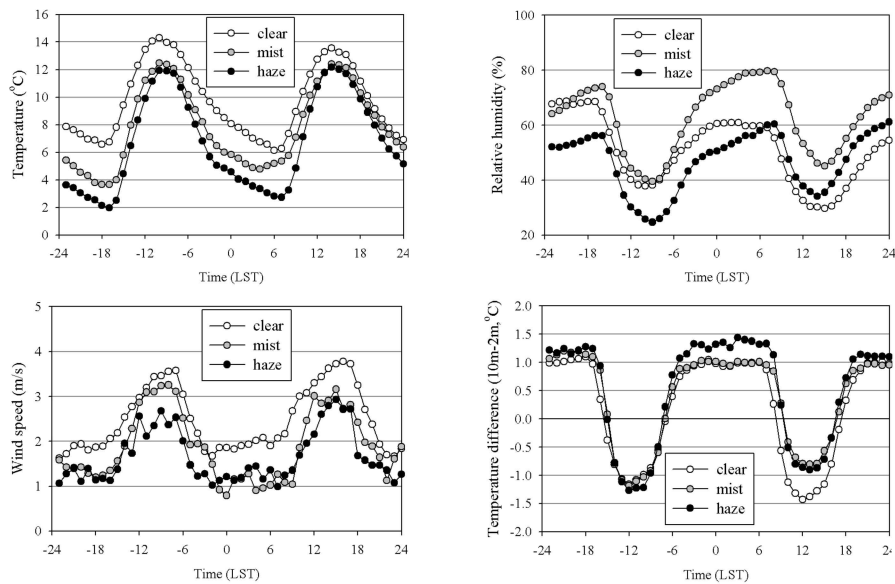 16
14
12
10
8
6
4
2
0
Temperature (°C)
clear
mist
haze
-24 -18 -12 -6 0 6 12 18 24
Time (LST)
100
80
60
40
20
Relative humidity (%)
clear
mist
haze
-24 -18 -12 -6 0 6 12 18 24
Time (LST)
5
4
3
2
1
0
Wind speed (m/s)
clear
mist
haze
-24 -18 -12 -6 0 6 12 18 24
Time (LST)
2.0
1.5
1.0
0.5
0.0
-0.5
-1.0
-1.5
-2.0
Temperature difference (10m-2m,°C)
clear
mist
haze
-24 -18 -12 -6 0 6 12 18 24
Time (LST)